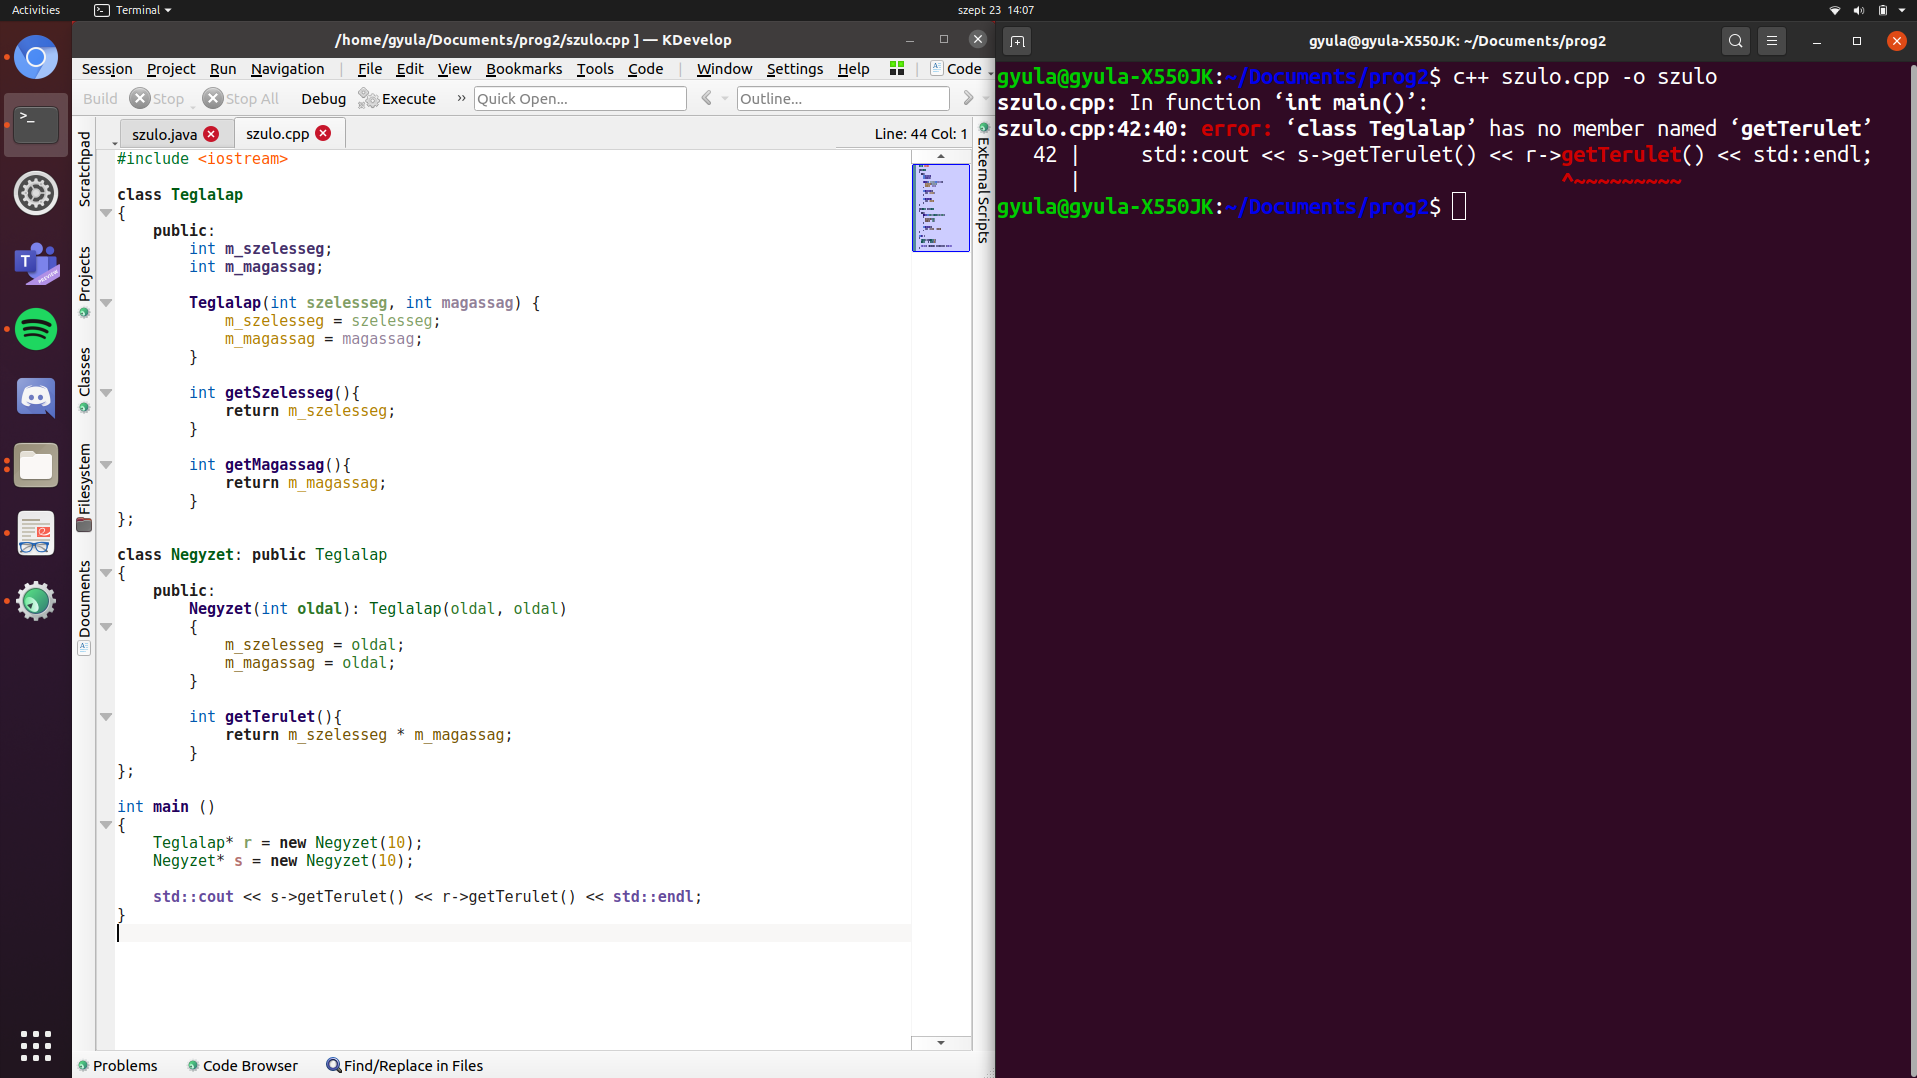 Activities
Terminal
szept 23 14:07
/home/gyula/Documents/prog2/szulo.cpp ] — KDevelop
Session Project Run Navigation | File Edit View Bookmarks Tools Code | Window Settings Help | Code
Build Stop Stop All Debug Execute » Quick Open... Outline...
szulo.java szulo.cpp Line: 44 Col: 1
Scratchpad
Projects
Classes
Filesystem
Documents
External Scripts
#include <iostream>
class Teglalap
{
    public:
        int m_szelesseg;
        int m_magassag;
        Teglalap(int szelesseg, int magassag) {
            m_szelesseg = szelesseg;
            m_magassag = magassag;
        }
        int getSzelesseg(){
            return m_szelesseg;
        }
        int getMagassag(){
            return m_magassag;
        }
};
class Negyzet: public Teglalap
{
    public:
        Negyzet(int oldal): Teglalap(oldal, oldal)
        {
            m_szelesseg = oldal;
            m_magassag = oldal;
        }
        int getTerulet(){
            return m_szelesseg * m_magassag;
        }
};
int main ()
{
    Teglalap* r = new Negyzet(10);
    Negyzet* s = new Negyzet(10);
    std::cout << s->getTerulet() << r->getTerulet() << std::endl;
}
Problems Code Browser Find/Replace in Files
gyula@gyula-X550JK: ~/Documents/prog2
gyula@gyula-X550JK:~/Documents/prog2$ c++ szulo.cpp -o szulo
szulo.cpp: In function ‘int main()’:
szulo.cpp:42:40: error: ‘class Teglalap’ has no member named ‘getTerulet’
   42 |     std::cout << s->getTerulet() << r->getTerulet() << std::endl;
      |                                        ^~~~~~~~~~
gyula@gyula-X550JK:~/Documents/prog2$